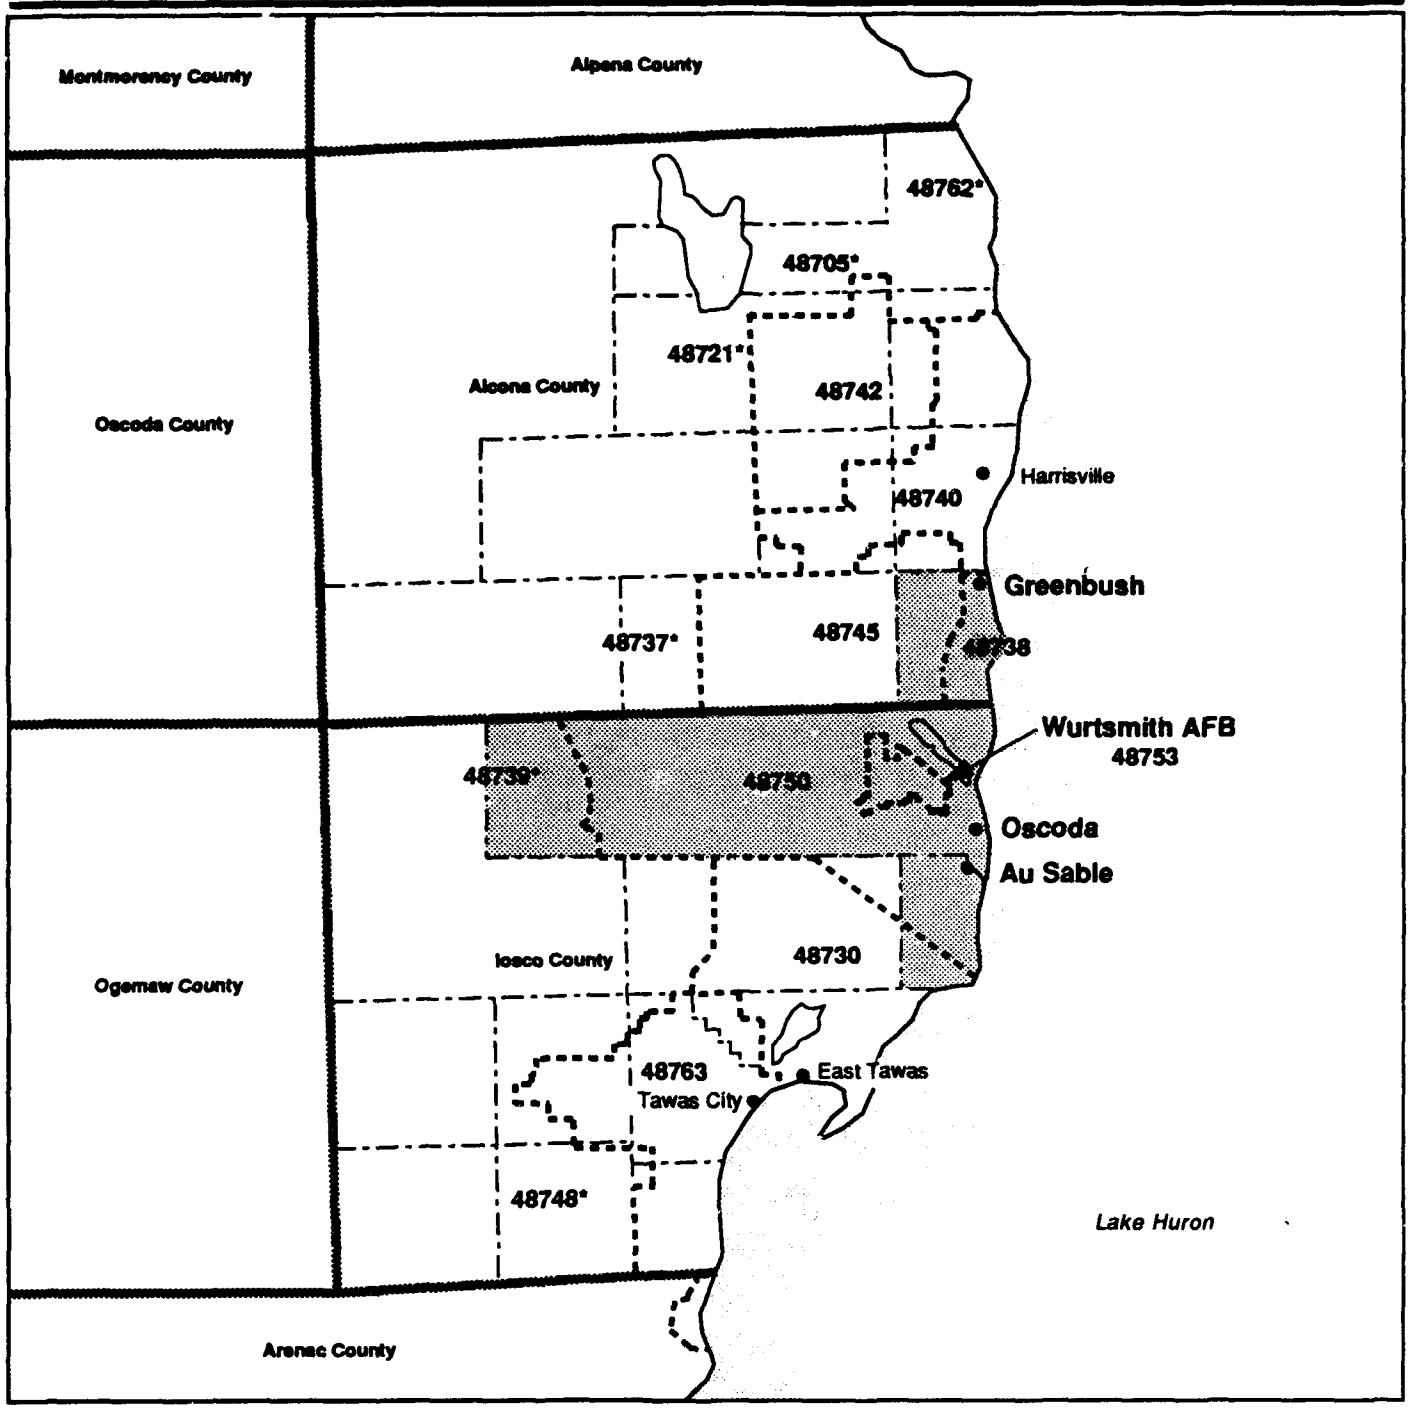 Montmorency County
Alpena County
48762*
48705*
48721*
48742
Alcona County
Oscoda County
Harrisville
48740
Greenbush
48737*
48745
48738
Wurtsmith AFB
48753
48739*
48750
Oscoda
Au Sable
48730
Iosco County
Ogemaw County
48763
East Tawas
Tawas City
48748*
Lake Huron
Arenac County